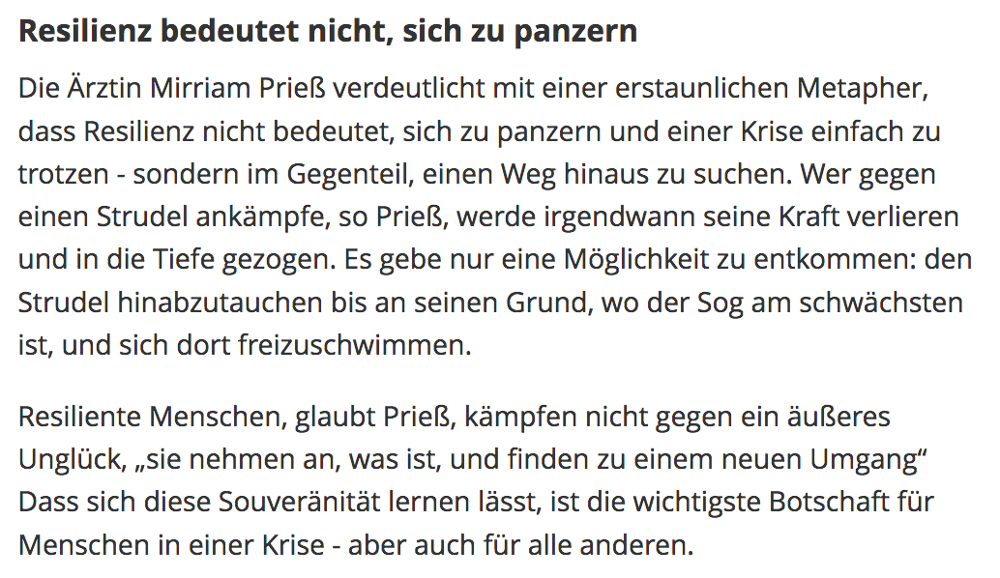 Resilienz bedeutet nicht, sich zu panzern
Die Ärztin Mirriam Prieß verdeutlicht mit einer erstaunlichen Metapher,
dass Resilienz nicht bedeutet, sich zu panzern und einer Krise einfach zu
trotzen - sondern im Gegenteil, einen Weg hinaus zu suchen. Wer gegen
einen Strudel ankämpfe, so Prieß, werde irgendwann seine Kraft verlieren
und in die Tiefe gezogen. Es gebe nur eine Möglichkeit zu entkommen: den
Strudel hinabzutauchen bis an seinen Grund, wo der Sog am schwächsten
ist, und sich dort freizuschwimmen.
Resiliente Menschen, glaubt Prieß, kämpfen nicht gegen ein äußeres
Unglück, „sie nehmen an, was ist, und finden zu einem neuen Umgang“
Dass sich diese Souveränität lernen lässt, ist die wichtigste Botschaft für
Menschen in einer Krise - aber auch für alle anderen.